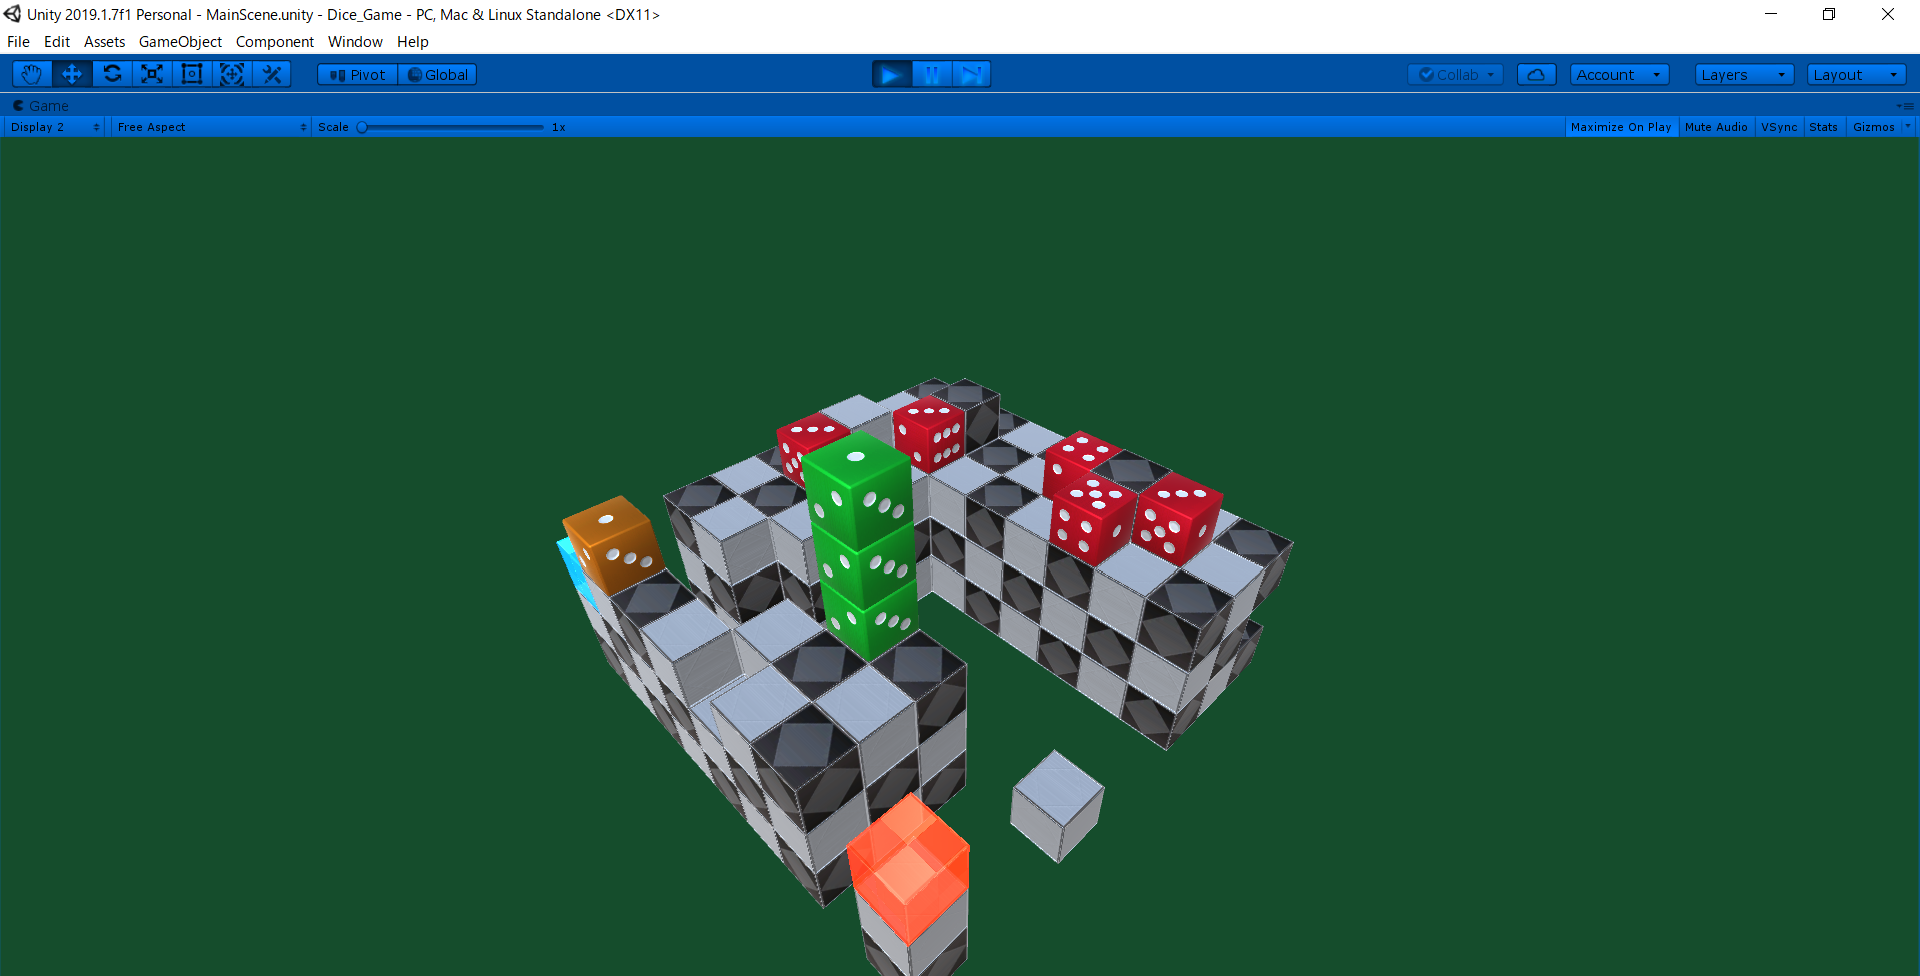 Unity 2019.1.7f1 Personal - MainScene.unity - Dice_Game - PC, Mac & Linux Standalone <DX11>
File Edit Assets GameObject Component Window Help
Pivot Global Collab Account Layers Layout
Game
Display 2 Free Aspect Scale 1x Maximize On Play Mute Audio VSync Stats Gizmos